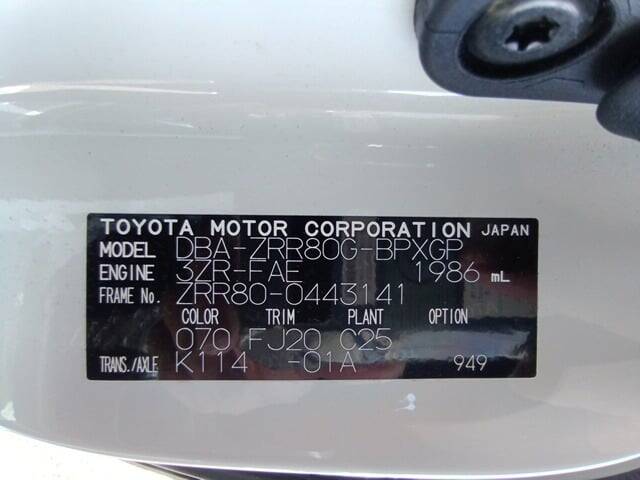 TOYOTA MOTOR CORPORATION JAPAN
MODEL DBA-ZRR80G-BPXGP
ENGINE 3ZR-FAE 1986 mL
FRAME No. ZRR80-0443141
COLOR TRIM PLANT OPTION
070 FJ20 C25
TRANS./AXLE K114 -01A 949